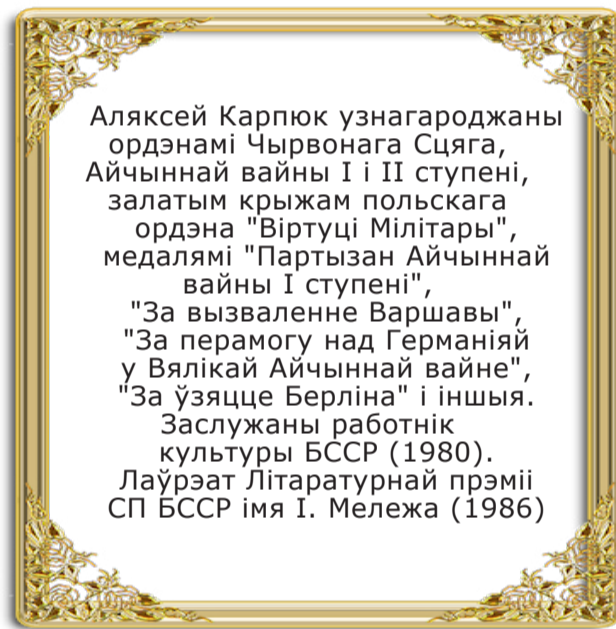 Аляксей Карпюк узнагароджаны
ордэнамі Чырвонага Сцяга,
Айчыннай вайны I і II ступені,
залатым крыжам польскага
ордэна "Віртуці Мілітары",
медалямі "Партызан Айчыннай
вайны I ступені",
"За вызваленне Варшавы",
"За перамогу над Германіяй
у Вялікай Айчыннай вайне",
"За ўзяцце Берліна" і іншыя.
Заслужаны работнік
культуры БССР (1980).
Лаўрэат Літаратурнай прэміі
СП БССР імя І. Мележа (1986)